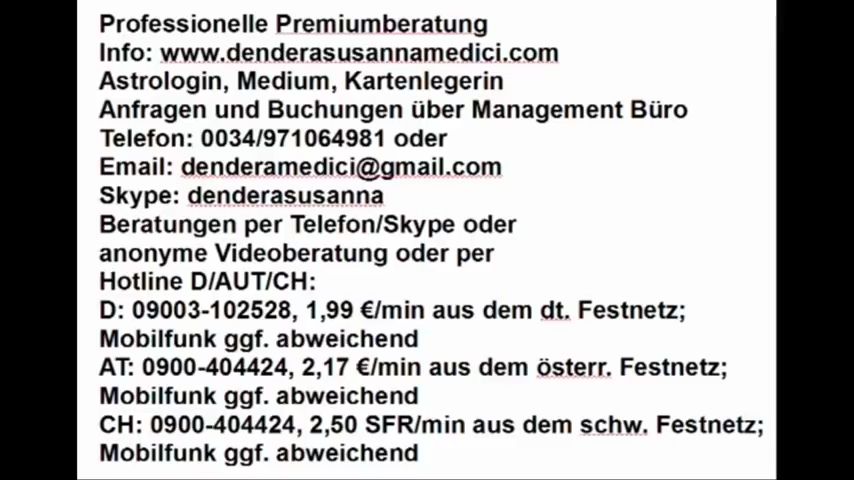 Professionelle Premiumberatung
Info: www.denderasusannamedici.com
Astrologin, Medium, Kartenlegerin
Anfragen und Buchungen über Management Büro
Telefon: 0034/971064981 oder
Email: denderamedici@gmail.com
Skype: denderasusanna
Beratungen per Telefon/Skype oder
anonyme Videoberatung oder per
Hotline D/AUT/CH:
D: 09003-102528, 1,99 €/min aus dem dt. Festnetz;
Mobilfunk ggf. abweichend
AT: 0900-404424, 2,17 €/min aus dem österr. Festnetz;
Mobilfunk ggf. abweichend
CH: 0900-404424, 2,50 SFR/min aus dem schw. Festnetz;
Mobilfunk ggf. abweichend